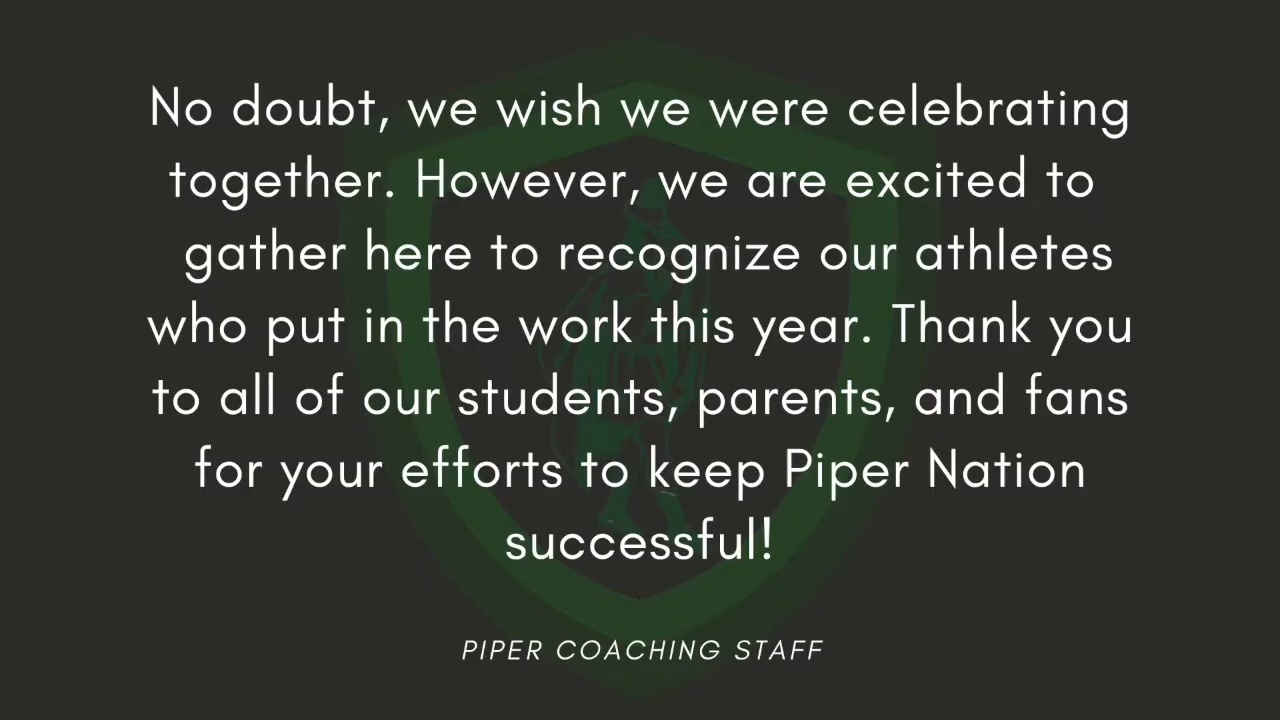 No doubt, we wish we were celebrating
together. However, we are excited to
gather here to recognize our athletes
who put in the work this year. Thank you
to all of our students, parents, and fans
for your efforts to keep Piper Nation
successful!
PIPER COACHING STAFF